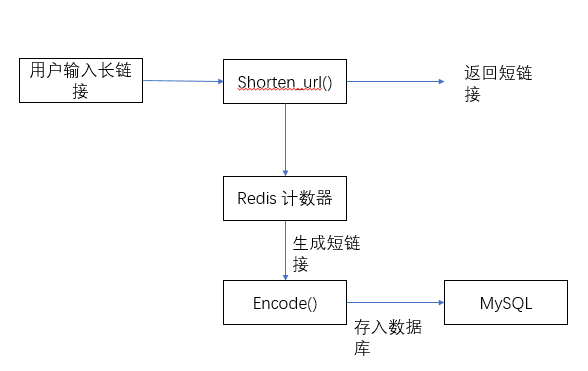 用户输入长链
接
Shorten_url()
返回短链
接
Redis 计数器
生成短链
接
Encode()
MySQL
存入数据
库